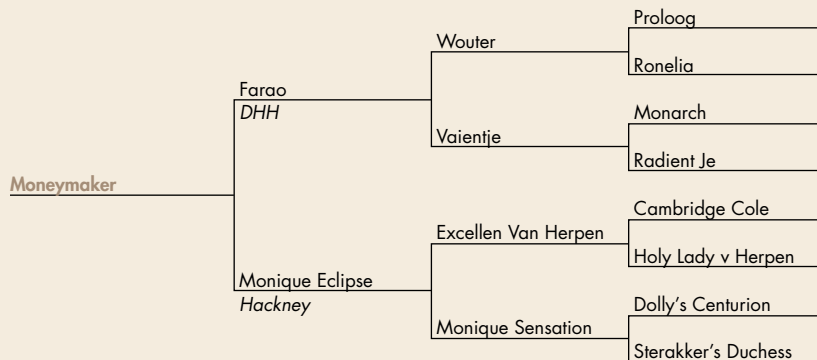 Proloog
Wouter
Ronelia
Farao
DHH
Monarch
Vaientje
Radient Je
Moneymaker
Cambridge Cole
Excellen Van Herpen
Holy Lady v Herpen
Monique Eclipse
Hackney
Dolly's Centurion
Monique Sensation
Sterakker's Duchess